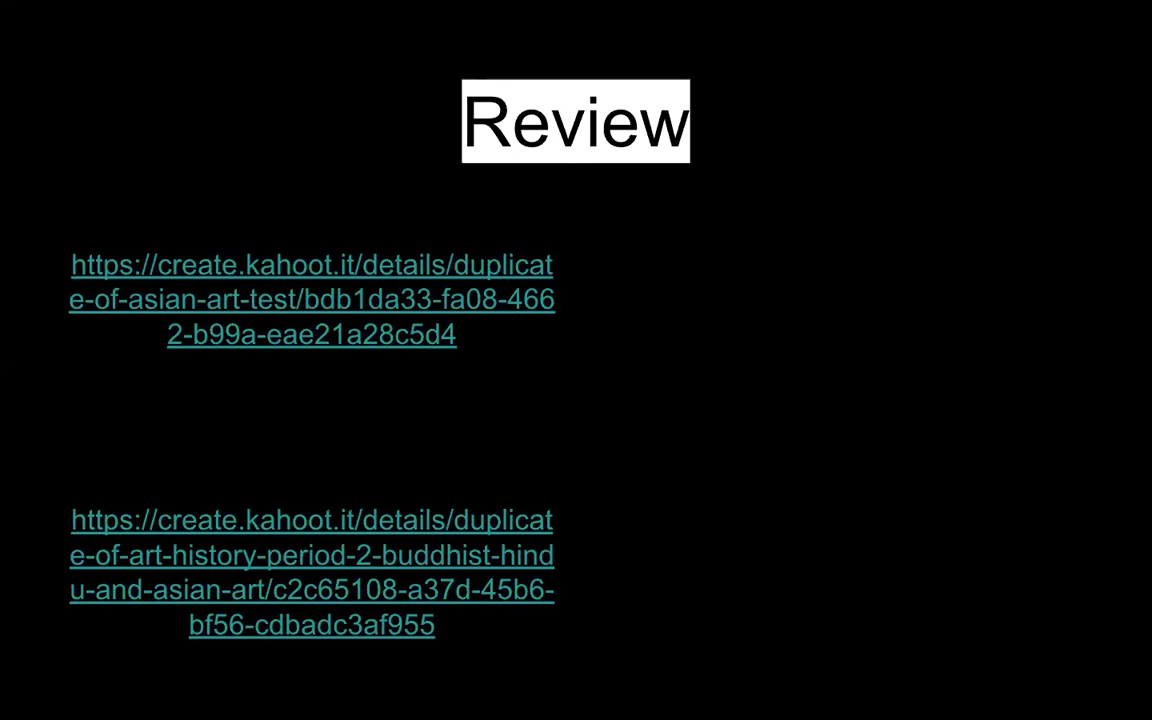 Review
https://create.kahoot.it/details/duplicat
e-of-asian-art-test/bdb1da33-fa08-466
2-b99a-eae21a28c5d4
https://create.kahoot.it/details/duplicat
e-of-art-history-period-2-buddhist-hind
u-and-asian-art/c2c65108-a37d-45b6-
bf56-cdbadc3af955